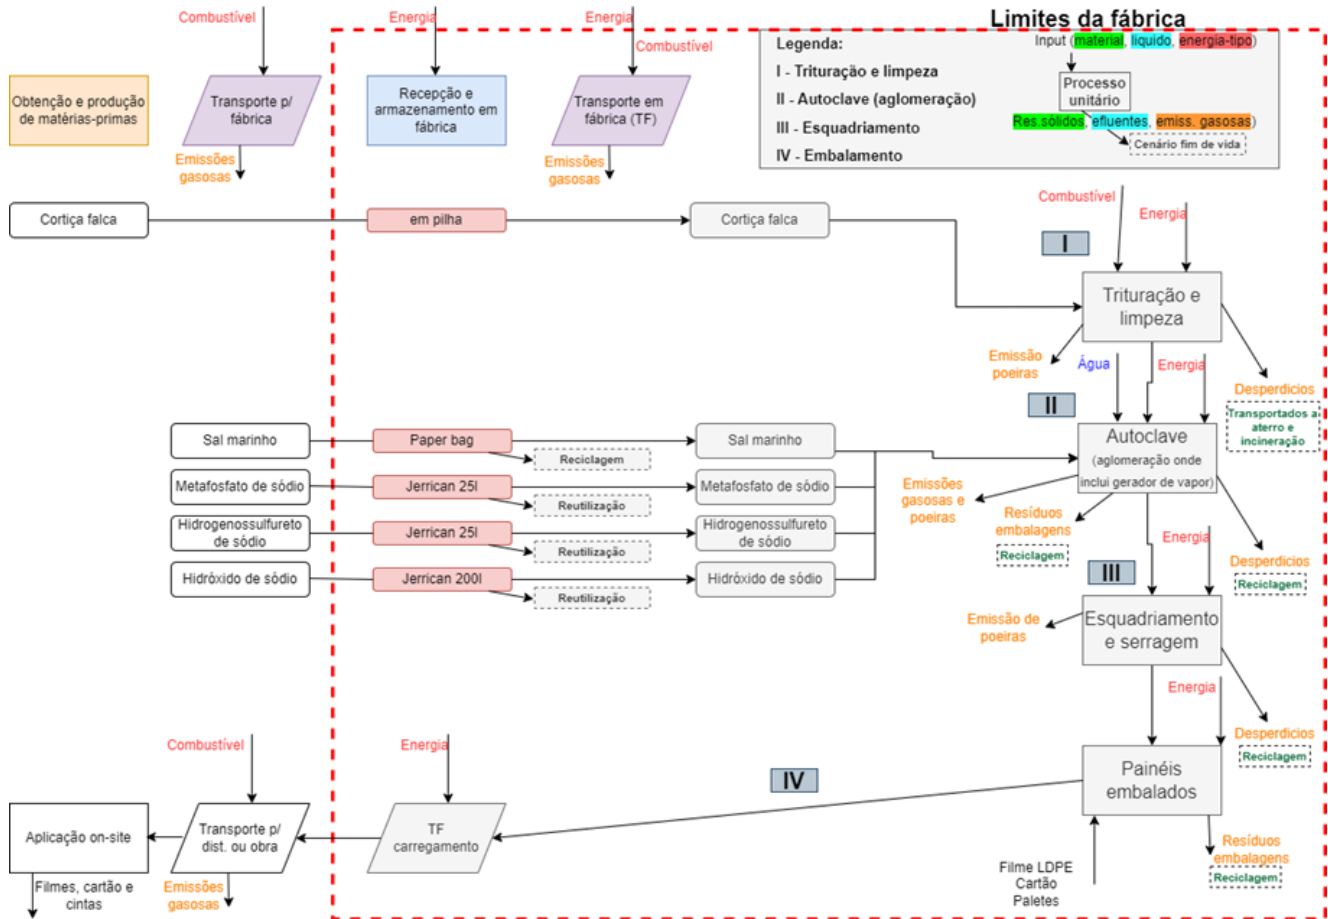 Limites da fábrica
Combustível
Energia
Energia
Combustível
Legenda:
I - Trituração e limpeza
II - Autoclave (aglomeração)
III - Esquadriamento
IV - Embalamento
Input (material, líquido, energia-tipo)
Processo
unitário
Res.sólidos, efluentes, emiss. gasosas)
Cenário fim de vida
Obtenção e produção
de matérias-primas
Transporte p/
fábrica
Recepção e
armazenamento em
fábrica
Transporte em
fábrica (TF)
Emissões
gasosas
Emissões
gasosas
Cortiça falca
em pilha
Cortiça falca
Combustível
Energia
I
Trituração e
limpeza
Emissão
poeiras
Água
Energia
Desperdicios
Transportados a
aterro e
incineração
II
Sal marinho
Paper bag
Sal marinho
Reciclagem
Autoclave
(aglomeração onde
inclui gerador de vapor)
Metafosfato de sódio
Jerrican 25l
Metafosfato de sódio
Reutilização
Emissões
gasosas e
poeiras
Resíduos
embalagens
Reciclagem
Hidrogenossulfureto
de sódio
Jerrican 25l
Hidrogenossulfureto
de sódio
Reutilização
Energia
Desperdicios
Reciclagem
Hidróxido de sódio
Jerrican 200l
Hidróxido de sódio
Reutilização
III
Esquadriamento
e serragem
Emissão de
poeiras
Energia
Desperdicios
Reciclagem
Combustível
Energia
IV
Painéis
embalados
Aplicação on-site
Transporte p/
dist. ou obra
TF
carregamento
Filmes, cartão e
cintas
Emissões
gasosas
Filme LDPE
Cartão
Paletes
Resíduos
embalagens
Reciclagem